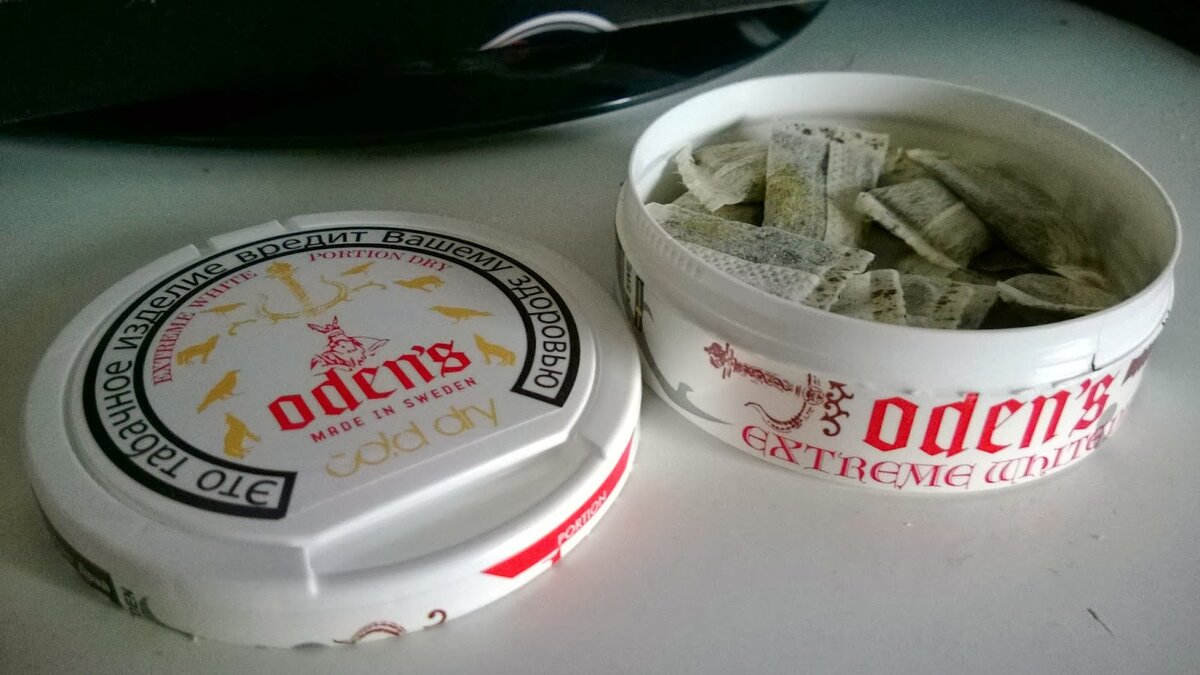 Это табачное изделие вредит Вашему здоровью
EXTREME WHITE PORTION DRY
oden's
MADE IN SWEDEN
cold dry
PORTION
oden's
EXTREME WHITE